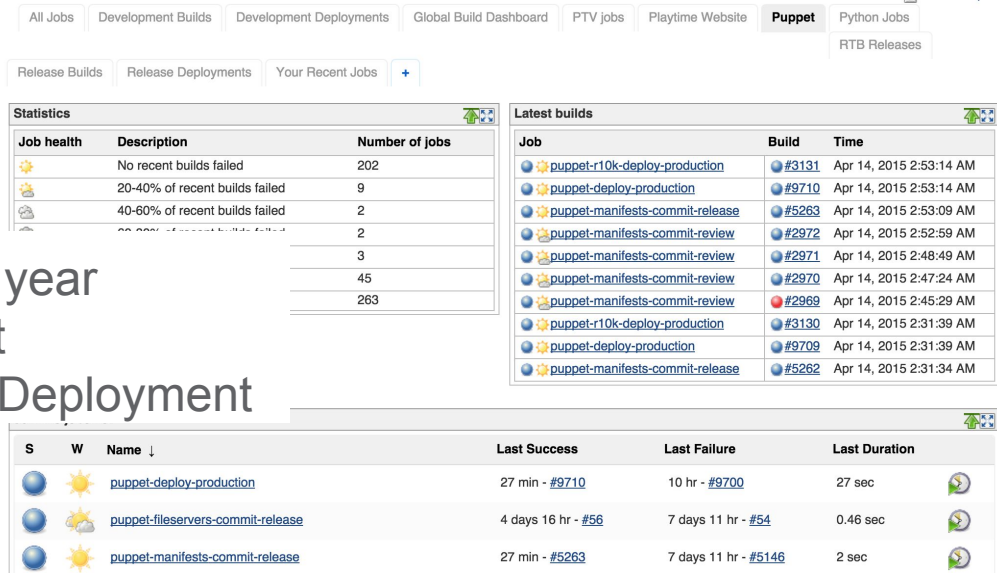 All Jobs Development Builds Development Deployments Global Build Dashboard PTV jobs Playtime Website Puppet Python Jobs
RTB Releases
Release Builds Release Deployments Your Recent Jobs +
Statistics
Job health Description Number of jobs
No recent builds failed 202
20-40% of recent builds failed 9
40-60% of recent builds failed 2
2
3
45
263
year
t
Deployment
Latest builds
Job Build Time
puppet-r10k-deploy-production #3131 Apr 14, 2015 2:53:14 AM
puppet-deploy-production #9710 Apr 14, 2015 2:53:14 AM
puppet-manifests-commit-release #5263 Apr 14, 2015 2:53:09 AM
puppet-manifests-commit-review #2972 Apr 14, 2015 2:52:59 AM
puppet-manifests-commit-review #2971 Apr 14, 2015 2:48:49 AM
puppet-manifests-commit-review #2970 Apr 14, 2015 2:47:24 AM
puppet-manifests-commit-review #2969 Apr 14, 2015 2:45:29 AM
puppet-r10k-deploy-production #3130 Apr 14, 2015 2:31:39 AM
puppet-deploy-production #9709 Apr 14, 2015 2:31:39 AM
puppet-manifests-commit-release #5262 Apr 14, 2015 2:31:34 AM
S W Name ↓ Last Success Last Failure Last Duration
puppet-deploy-production 27 min - #9710 10 hr - #9700 27 sec
puppet-fileservers-commit-release 4 days 16 hr - #56 7 days 11 hr - #54 0.46 sec
puppet-manifests-commit-release 27 min - #5263 7 days 11 hr - #5146 2 sec